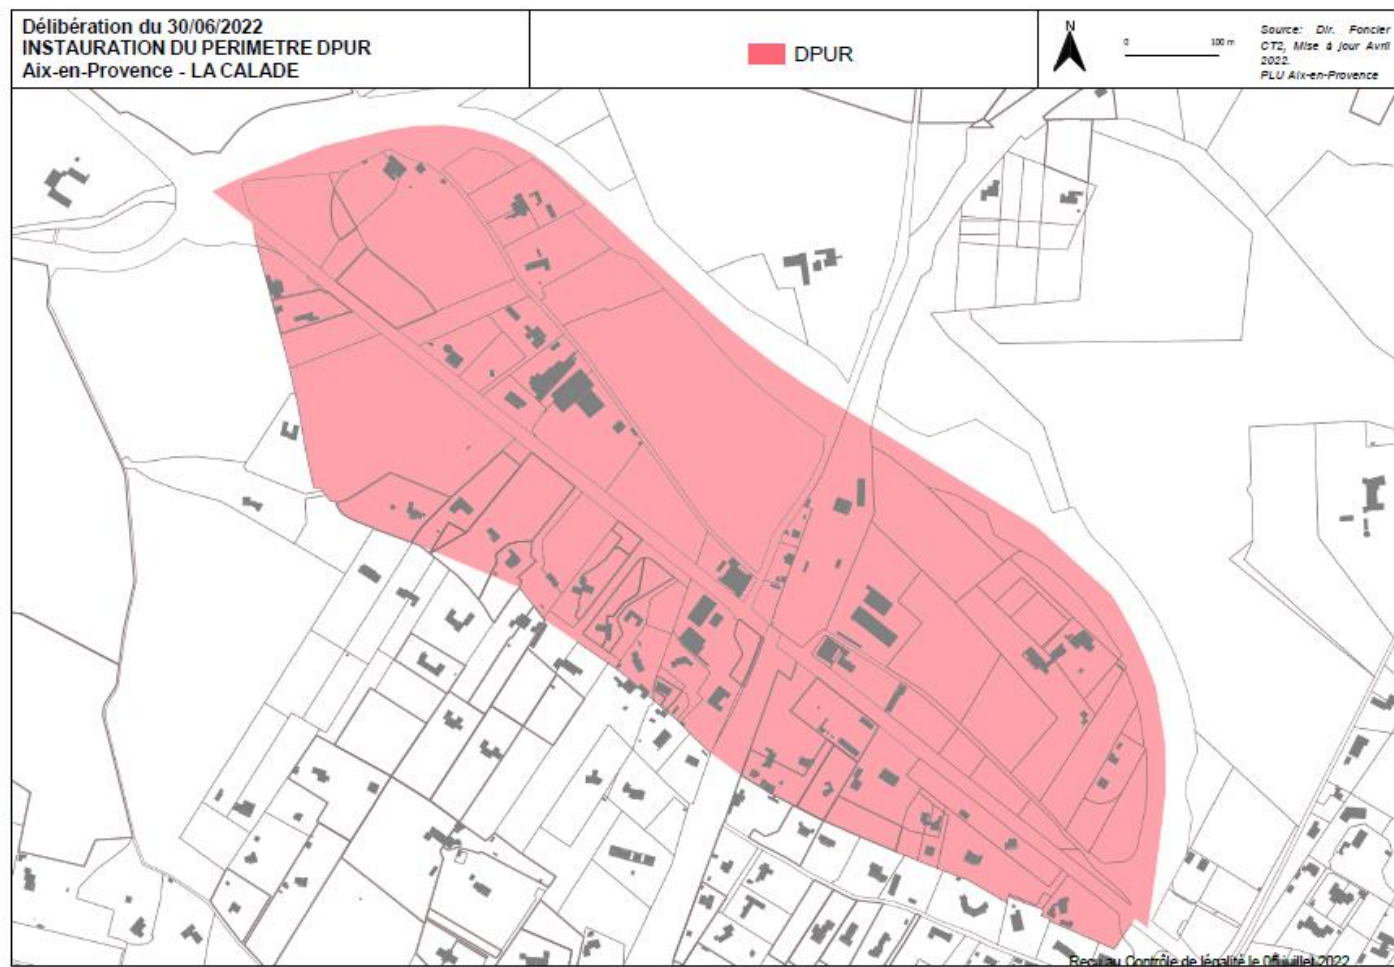 Délibération du 30/06/2022
INSTAURATION DU PERIMETRE DPUR
Aix-en-Provence - LA CALADE
DPUR
N
0 100 m
Source: Dir. Foncier
CT2, Mise à jour Avril
2022.
PLU Aix-en-Provence
Reçu au Contrôle de légalité le 05 juillet 2022